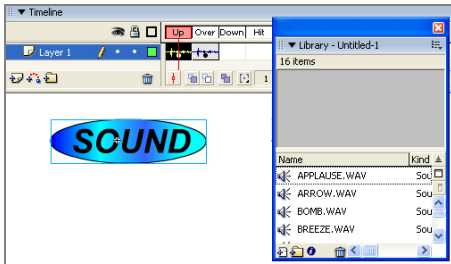 Timeline
Up Over Down Hit
Layer 1
1
SOUND
Library - Untitled-1
16 items
Name Kind
APPLAUSE.WAV Sou
ARROW.WAV Sou
BOMB.WAV Sou
BREEZE.WAV Sou